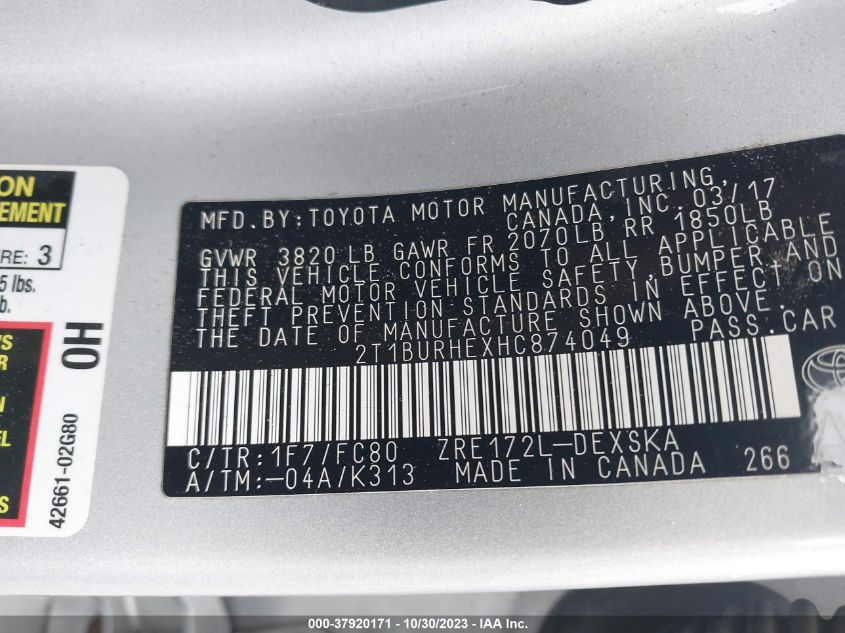 ON
EMENT
RE: 3
5 lbs.
b.
'S
R
N
EL
S
OH
42661-02G80
MFD.BY:TOYOTA MOTOR MANUFACTURING,
CANADA, INC. 03/17
GVWR 3820 LB GAWR FR 2070LB RR 1850LB
THIS VEHICLE CONFORMS TO ALL APPLICABLE
FEDERAL MOTOR VEHICLE SAFETY, BUMPER, AND
THEFT PREVENTION STANDARDS IN EFFECT ON
THE DATE OF MANUFACTURE SHOWN ABOVE.
2T1BURHEXHC874049 PASS.CAR
C/TR:1F7/FC80 ZRE172L-DEXSKA
A/TM:-04A/K313 MADE IN CANADA 266
000-37920171 - 10/30/2023 - IAA Inc.